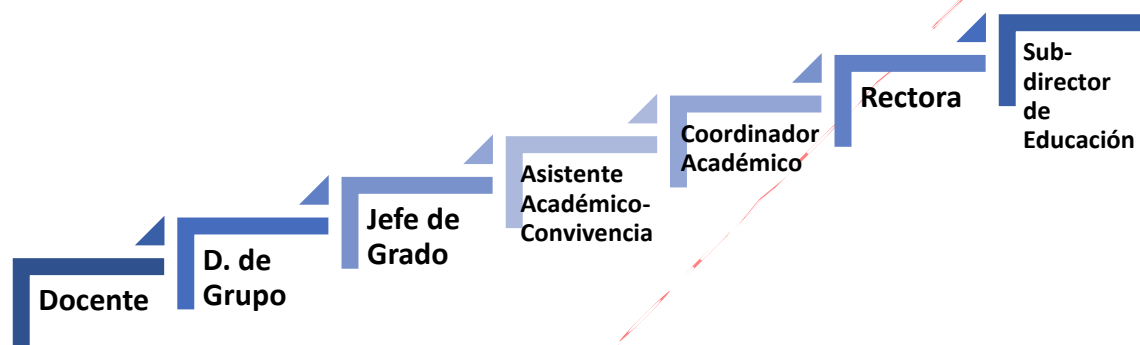 Docente
D. de
Grupo
Jefe de
Grado
Asistente
Académico-
Convivencia
Coordinador
Académico
Rectora
Sub-
director
de
Educación